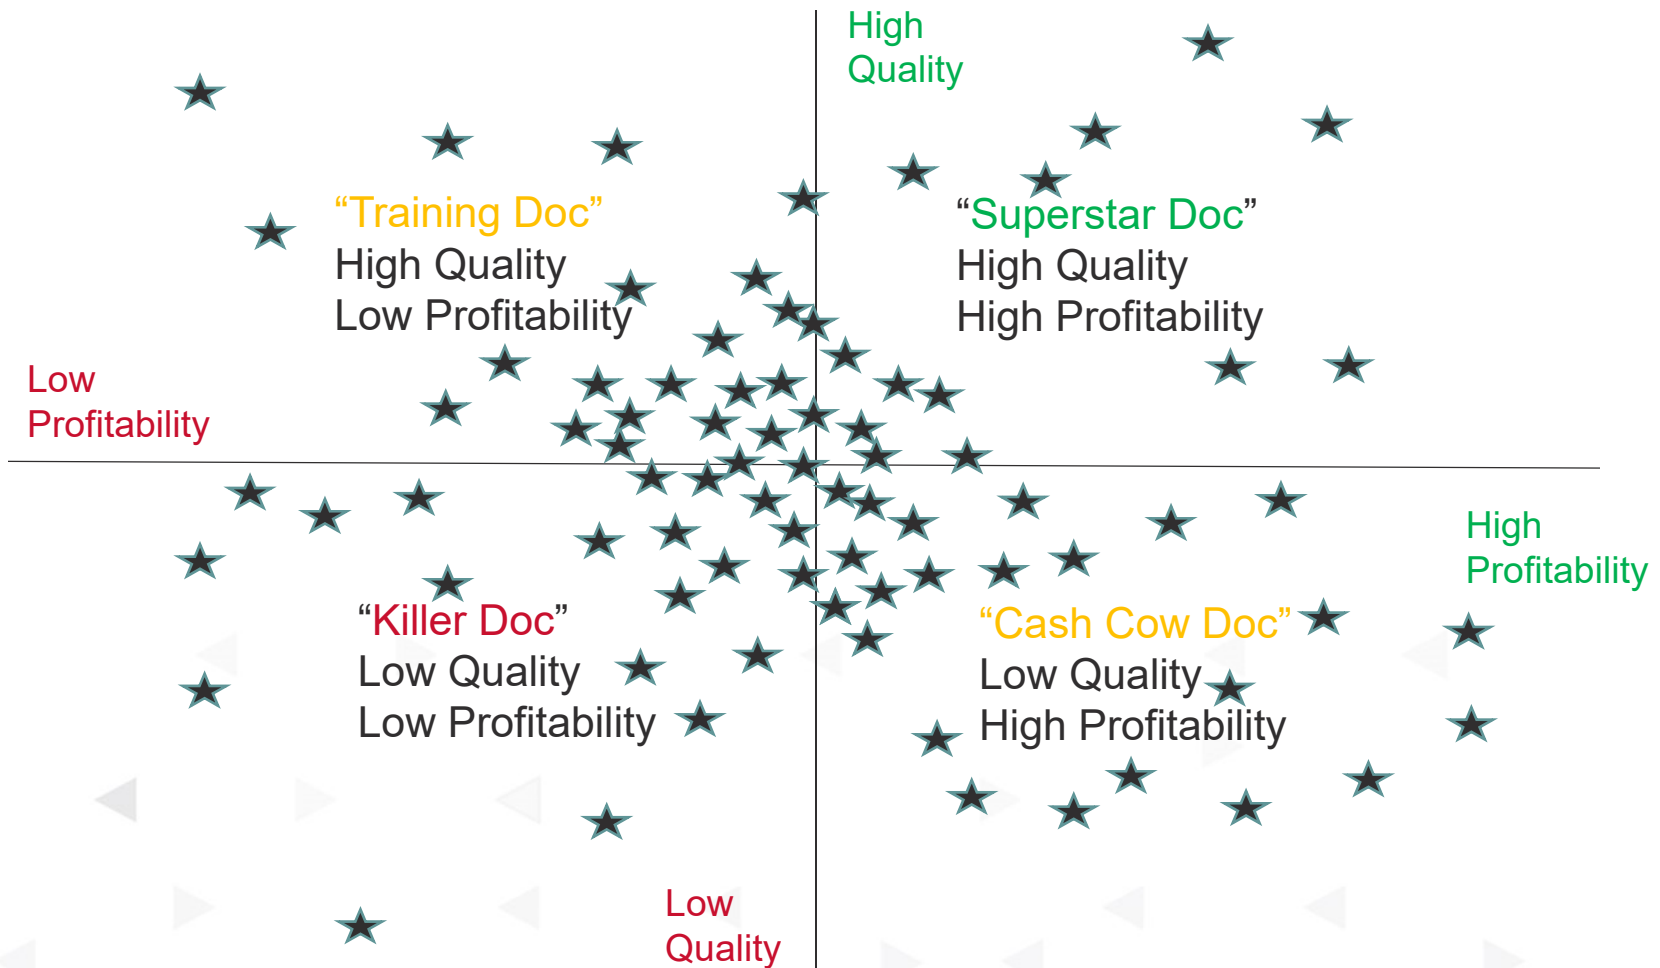 High
Quality
“Training Doc”
High Quality
Low Profitability
“Superstar Doc”
High Quality
High Profitability
Low
Profitability
High
Profitability
“Killer Doc”
Low Quality
Low Profitability
“Cash Cow Doc”
Low Quality
High Profitability
Low
Quality